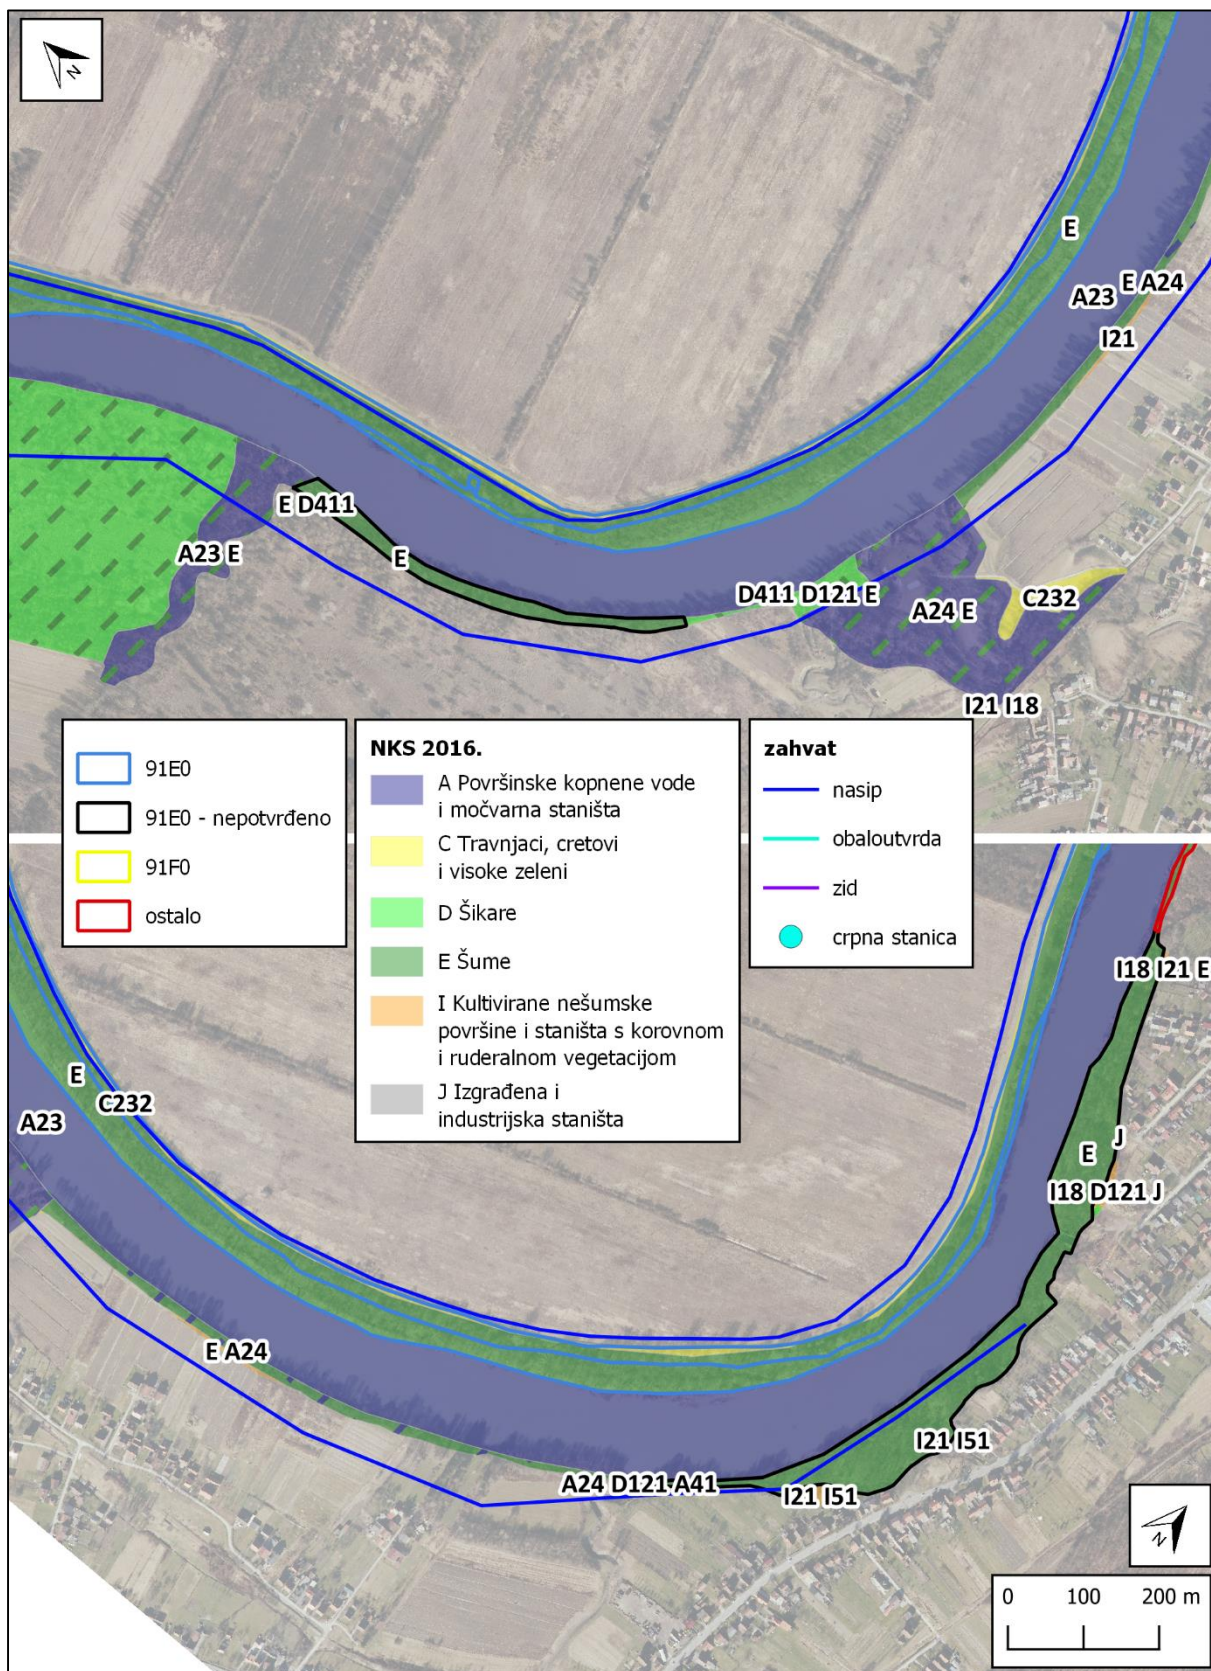 N
E
A23
E A24
I21
E D411
E
A23 E
D411 D121 E
A24 E
C232
I21 I18
91E0
91E0 - nepotvrđeno
91F0
ostalo
NKS 2016.
A Površinske kopnene vode
i močvarna staništa
C Travnjaci, cretovi
i visoke zeleni
D Šikare
E Šume
I Kultivirane nešumske
površine i staništa s korovnom
i ruderalnom vegetacijom
J Izgrađena i
industrijska staništa
zahvat
nasip
obaloutvrda
zid
crpna stanica
I18 I21 E
E
C232
A23
J
E
I18 D121 J
E A24
I21 I51
A24 D121 A41
I21 I51
N
0 100 200 m